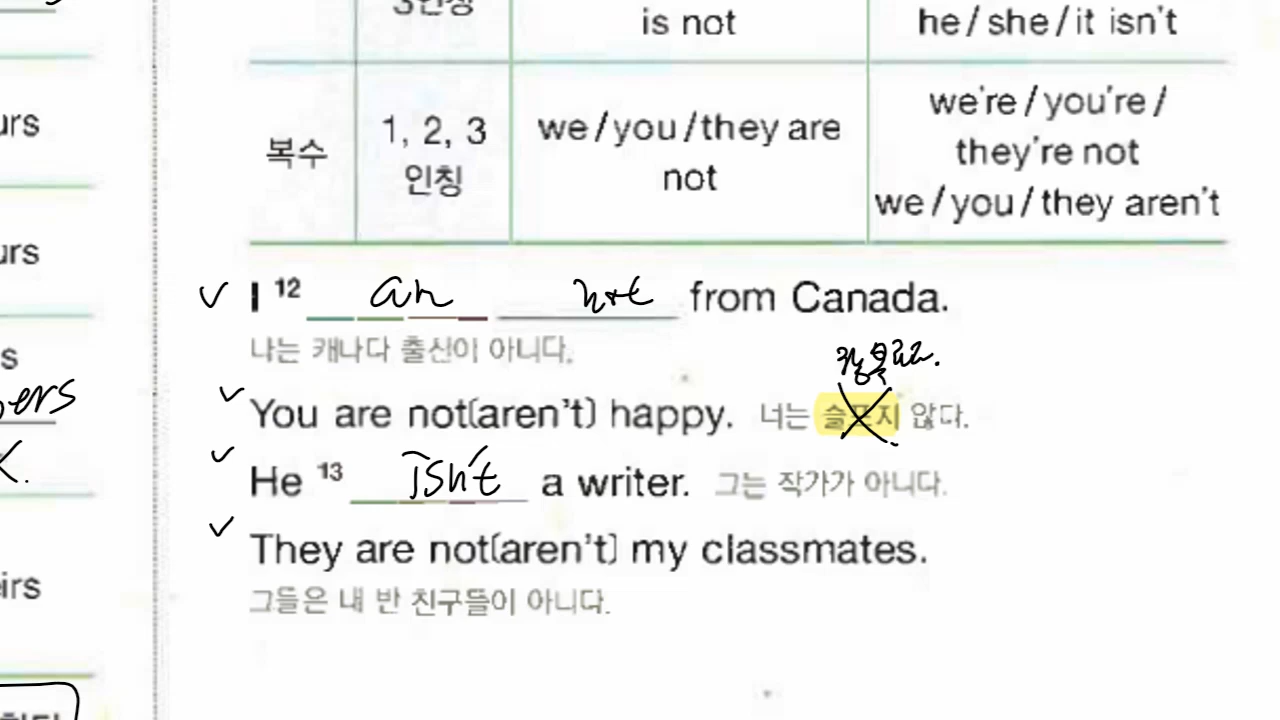 3인칭 is not he/she/it isn't
urs
복수 1, 2, 3 인칭 we/you/they are not we're/you're/ they're not we/you/they aren't
urs
I 12 am not from Canada.
나는 캐나다 출신이 아니다.
s
You are not(aren't) happy. 너는 슬프지 않다.
bers
He 13 isn't a writer. 그는 작가가 아니다.
They are not(aren't) my classmates.
eirs
그들은 내 반 친구들이 아니다.